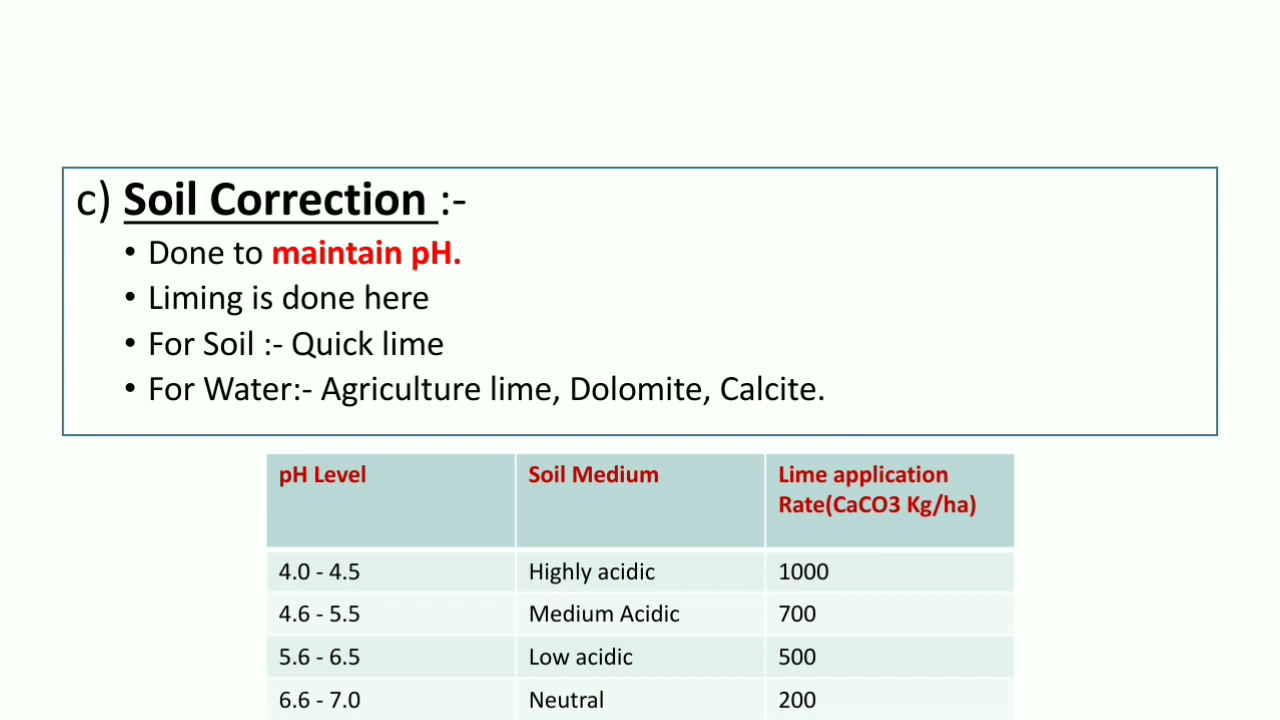 c) Soil Correction :-
• Done to maintain pH.
• Liming is done here
• For Soil :- Quick lime
• For Water:- Agriculture lime, Dolomite, Calcite.
pH Level Soil Medium Lime application
Rate(CaCO3 Kg/ha)
4.0 - 4.5 Highly acidic 1000
4.6 - 5.5 Medium Acidic 700
5.6 - 6.5 Low acidic 500
6.6 - 7.0 Neutral 200